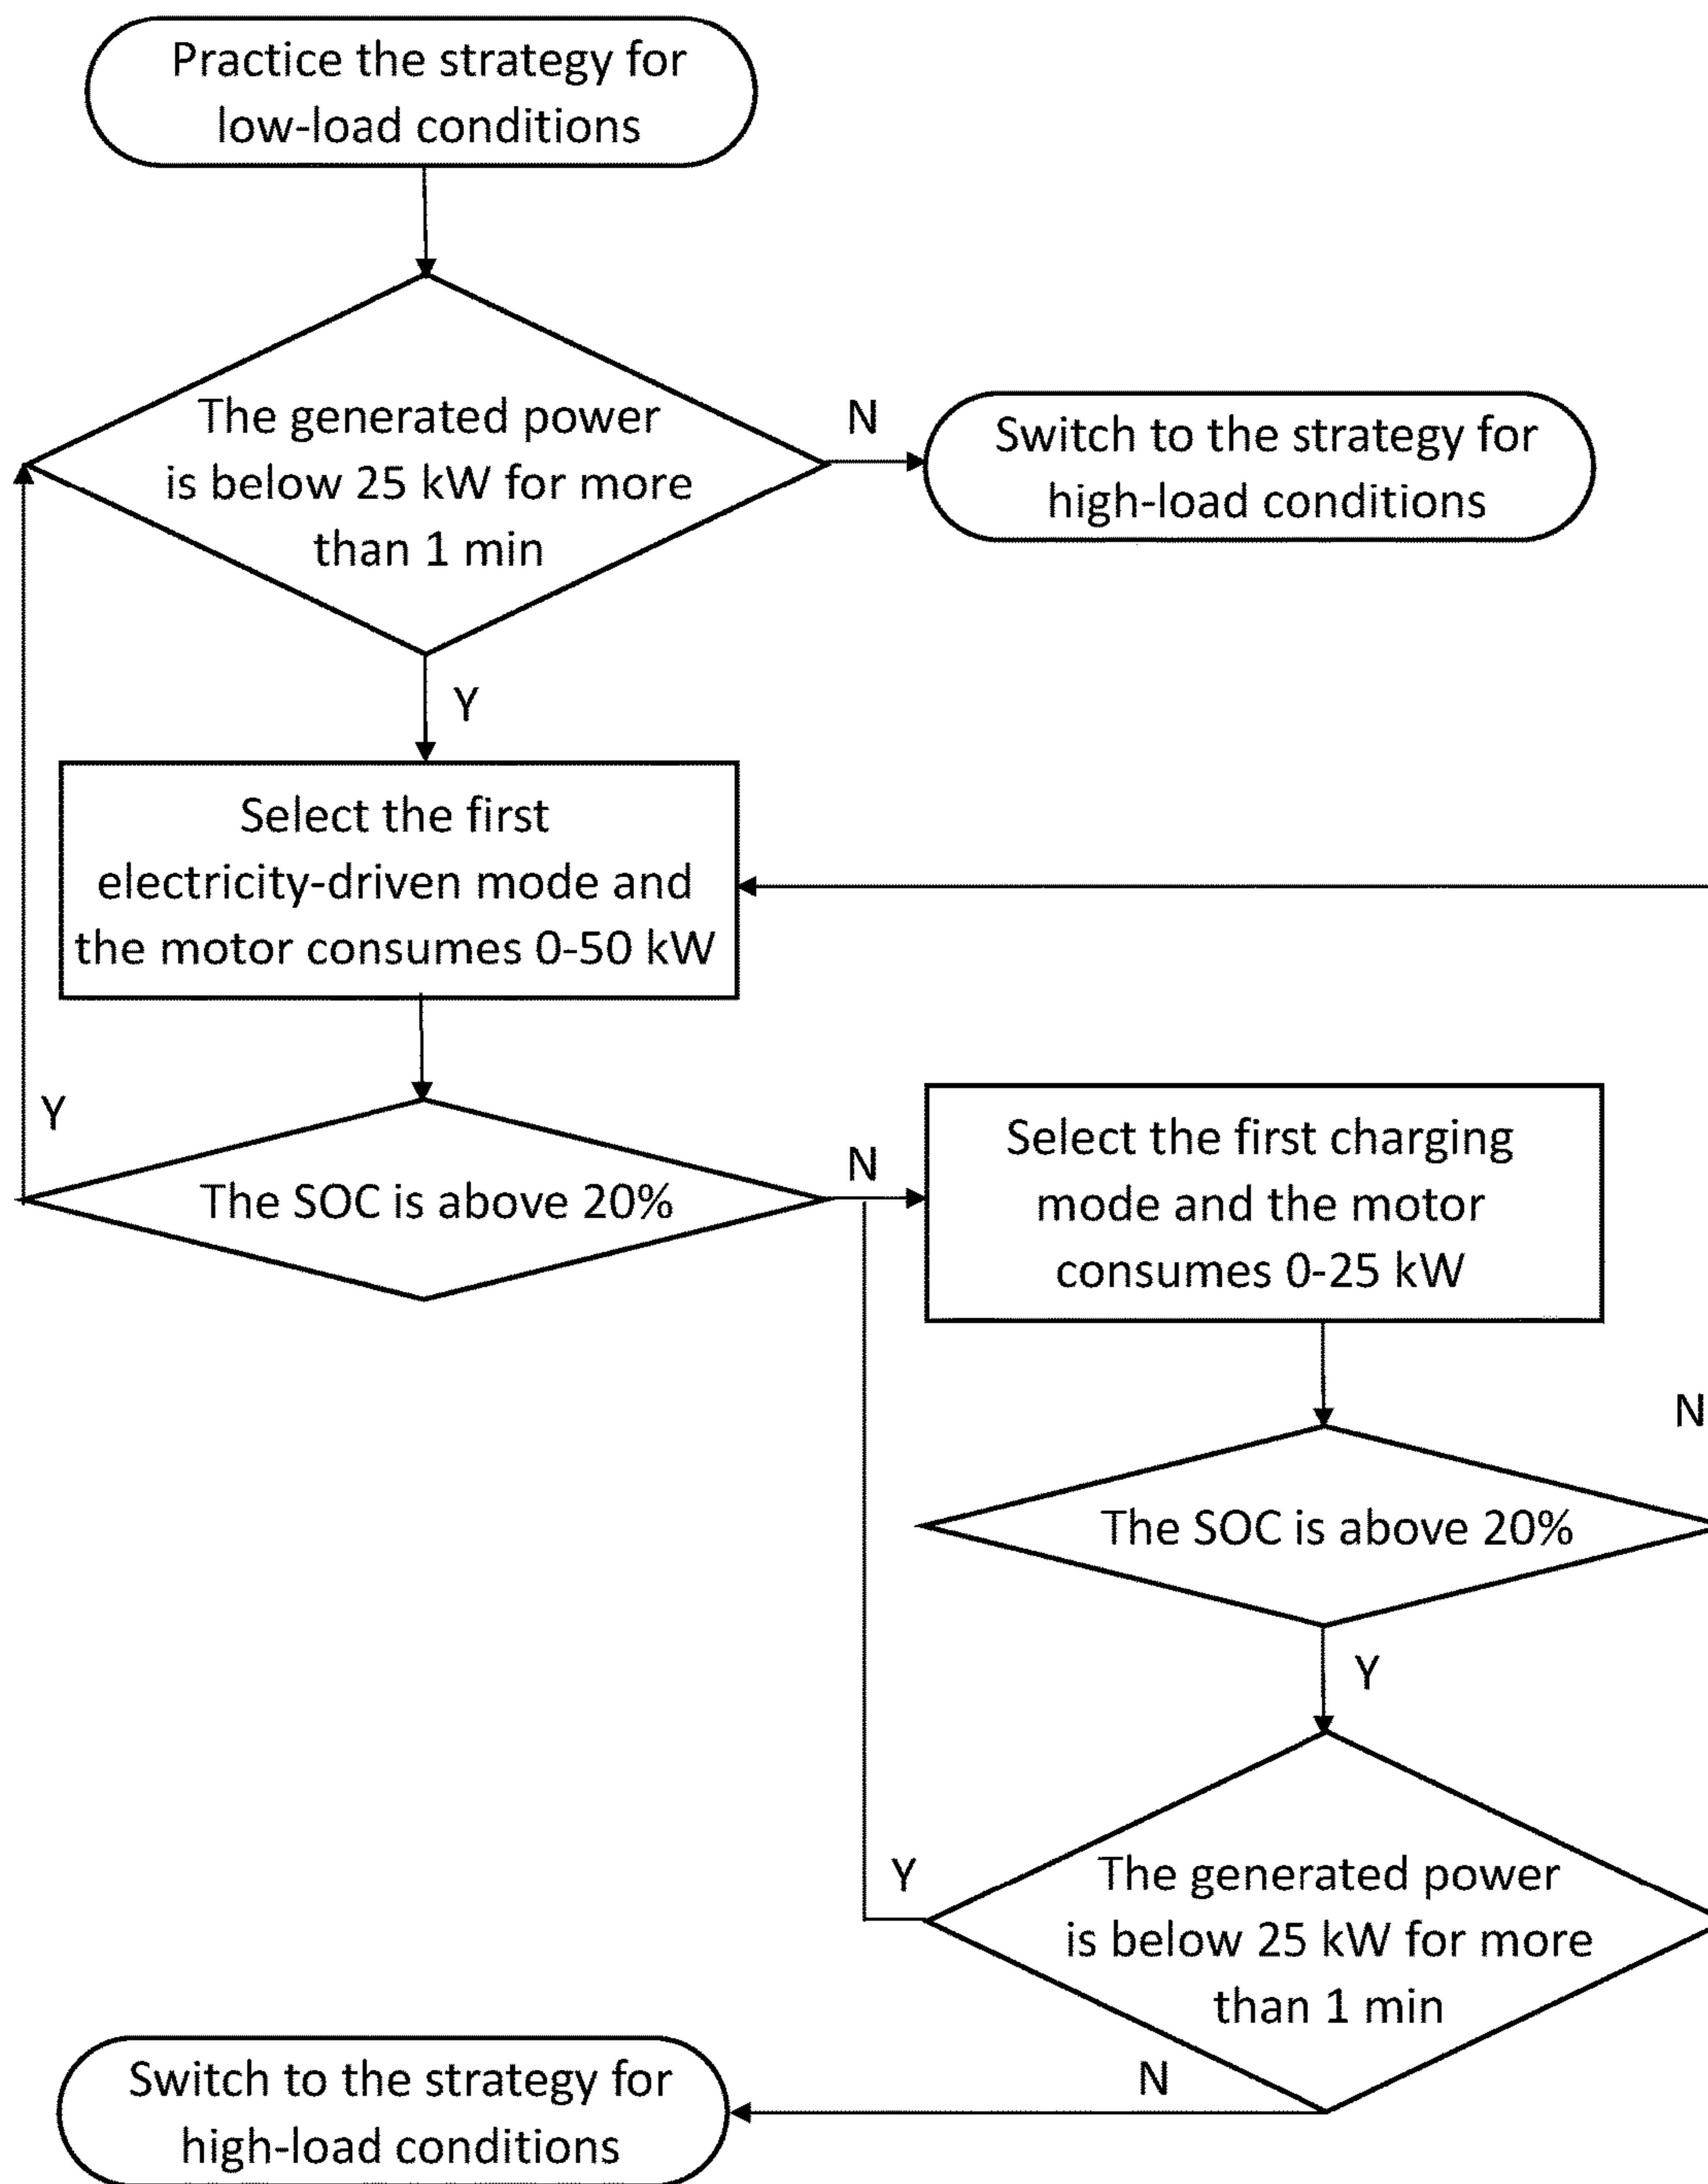 Practice the strategy for
low-load conditions
The generated power
is below 25 kW for more
than 1 min
N
Switch to the strategy for
high-load conditions
Y
Select the first
electricity-driven mode and
the motor consumes 0-50 kW
Y
The SOC is above 20%
N
Select the first charging
mode and the motor
consumes 0-25 kW
N
The SOC is above 20%
Y
Y
The generated power
is below 25 kW for more
than 1 min
N
Switch to the strategy for
high-load conditions